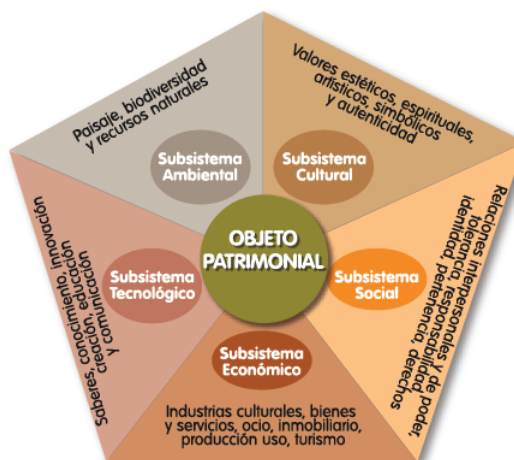 Paisaje, biodiversidad
y recursos naturales
Valores estéticos, espirituales,
artísticos, simbólicos
y autenticidad
Subsistema
Ambiental
Subsistema
Cultural
OBJETO
PATRIMONIAL
Subsistema
Tecnológico
Subsistema
Social
Saberes, conocimiento, innovación
creación, educación
y comunicación
Relaciones interpersonales y de poder,
tolerancia, responsabilidad,
identidad, pertenencia, derechos
Subsistema
Económico
Industrias culturales, bienes
y servicios, ocio, inmobiliario,
producción uso, turismo